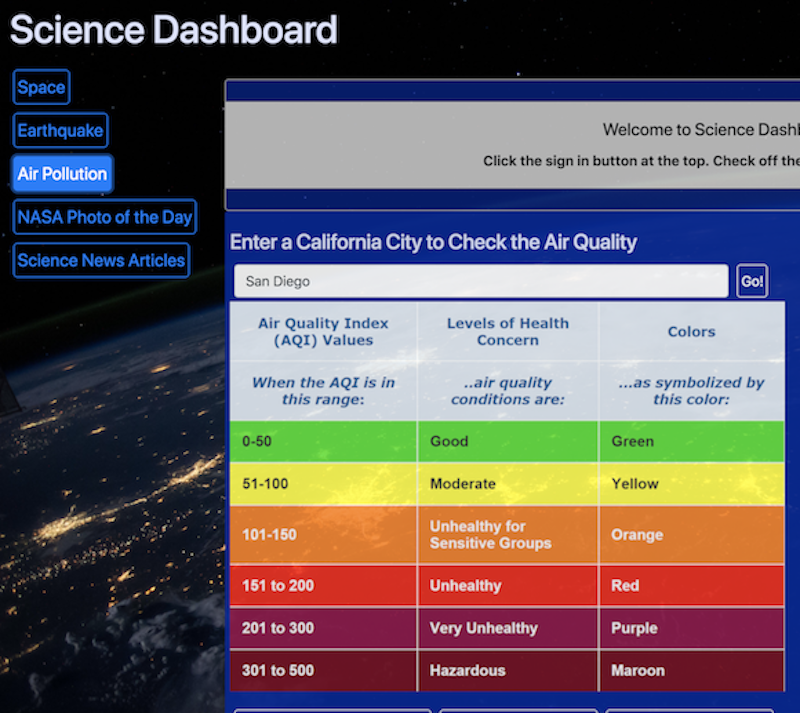 Science Dashboard
Space
Earthquake
Air Pollution
NASA Photo of the Day
Science News Articles
Welcome to Science
Click the sign in button at the top. Check off the
Enter a California City to Check the Air Quality
San Diego
Go!
Air Quality Index
(AQI) Values
Levels of Health
Concern
Colors
When the AQI is in
this range:
..air quality
conditions are:
...as symbolized by
this color:
0-50 Good Green
51-100 Moderate Yellow
101-150 Unhealthy for
Sensitive Groups Orange
151 to 200 Unhealthy Red
201 to 300 Very Unhealthy Purple
301 to 500 Hazardous Maroon